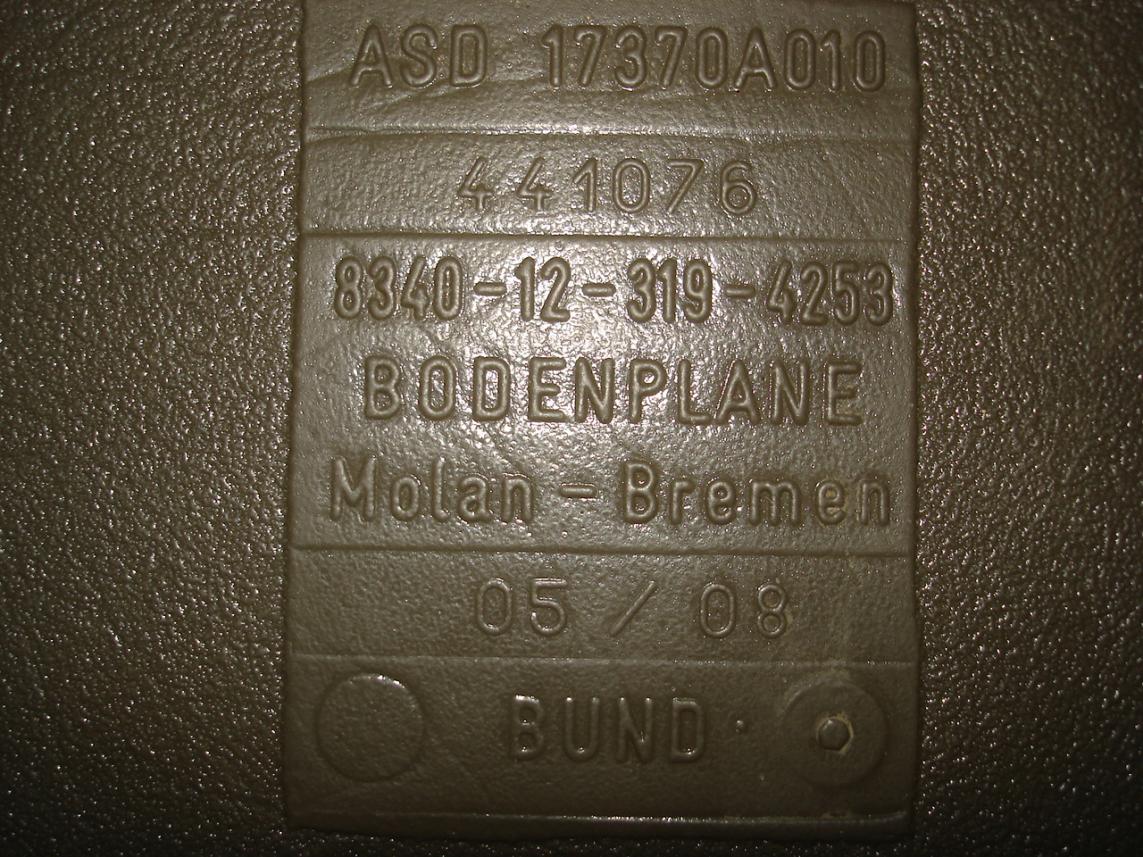 ASD 17370A010
441076
8340-12-319-4253
BODENPLANE
Molan - Bremen
05 / 08
BUND